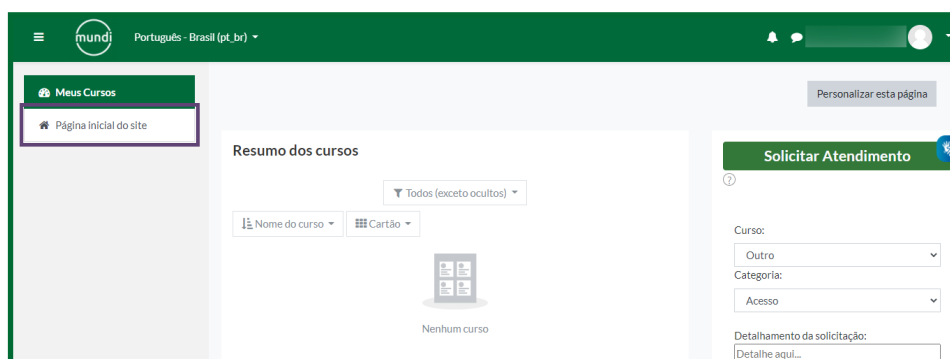 mundi
Português - Brasil (pt_br)
Meus Cursos
Página inicial do site
Personalizar esta página
Resumo dos cursos
Todos (exceto ocultos)
Nome do curso
Cartão
Nenhum curso
Solicitar Atendimento
?
Curso:
Outro
Categoria:
Acesso
Detalhamento da solicitação:
Detalhe aqui...